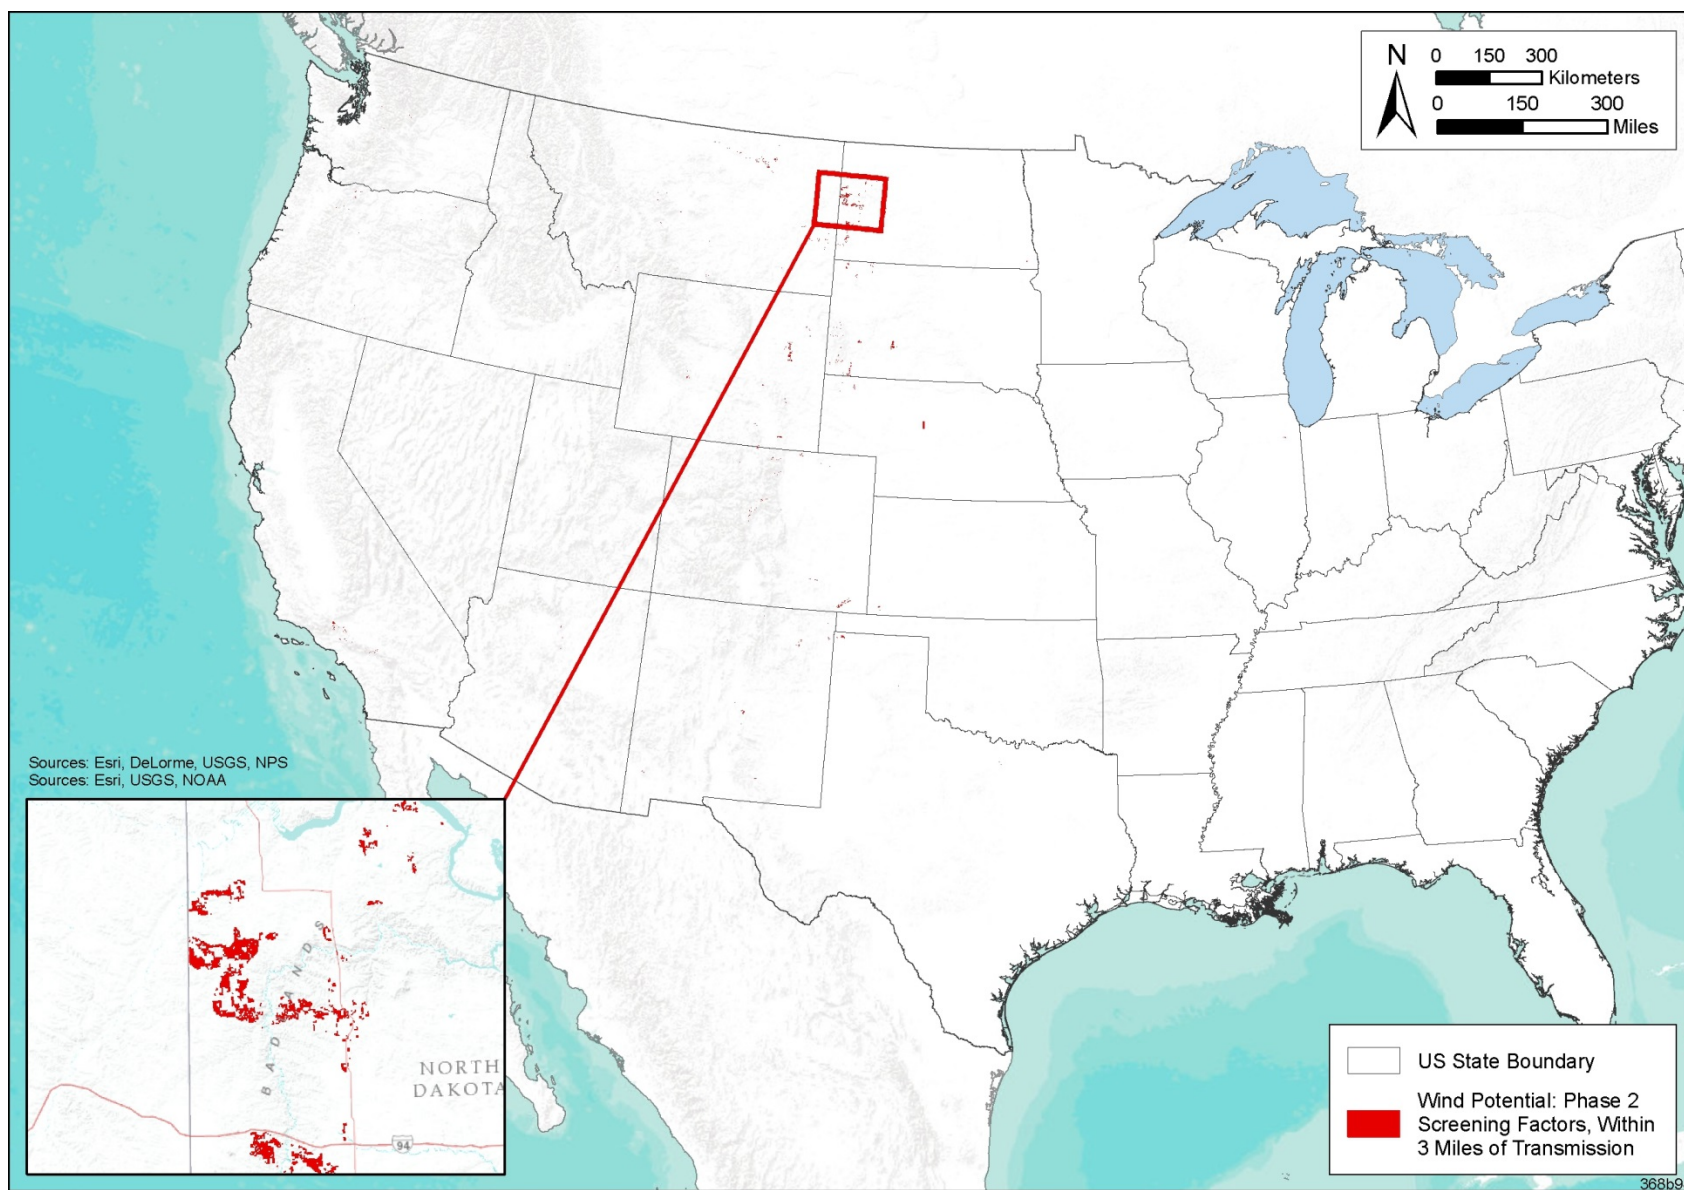 N
0 150 300
Kilometers
0 150 300
Miles
Sources: Esri, DeLorme, USGS, NPS
Sources: Esri, USGS, NOAA
BADLANDS
NORTH
DAKOTA
94
US State Boundary
Wind Potential: Phase 2
Screening Factors, Within
3 Miles of Transmission
368b9